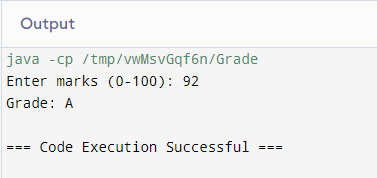 Output
java -cp /tmp/vwMsvGqf6n/Grade
Enter marks (0-100): 92
Grade: A
=== Code Execution Successful ===